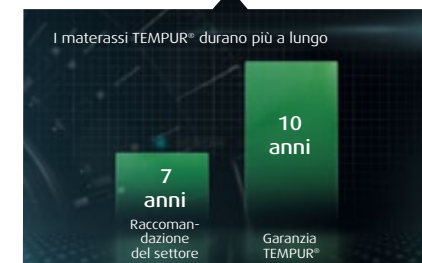 I materassi TEMPUR® durano più a lungo
10
anni
7
anni
Raccoman-
dazione
del settore
Garanzia
TEMPUR®